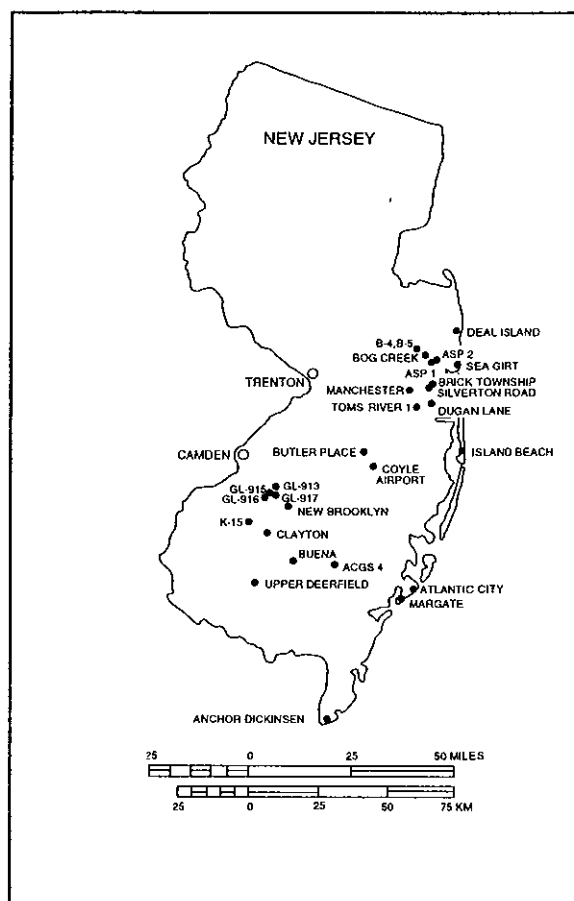 NEW JERSEY
DEAL ISLAND
B-4,B-5
BOG CREEK
ASP 2
SEA GIRT
ASP 1
TRENTON
BRICK TOWNSHIP
MANCHESTER
SILVERTON ROAD
TOMS RIVER 1
DUGAN LANE
CAMDEN
BUTLER PLACE
ISLAND BEACH
COYLE
AIRPORT
GL-915
GL-913
GL-916
GL-917
NEW BROOKLYN
K-15
CLAYTON
BUENA
ACGS 4
UPPER DEERFIELD
ATLANTIC CITY
MARGATE
ANCHOR DICKINSEN
25 0 25 50 MILES
25 0 25 50 75 KM